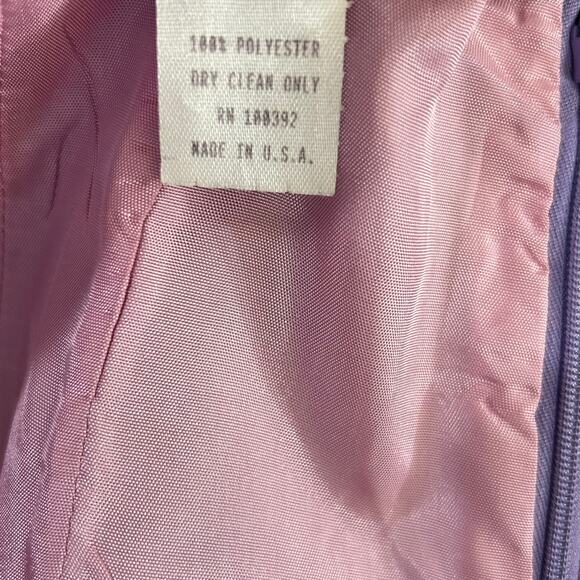 100% POLYESTER
DRY CLEAN ONLY
RN 100392
MADE IN U.S.A.